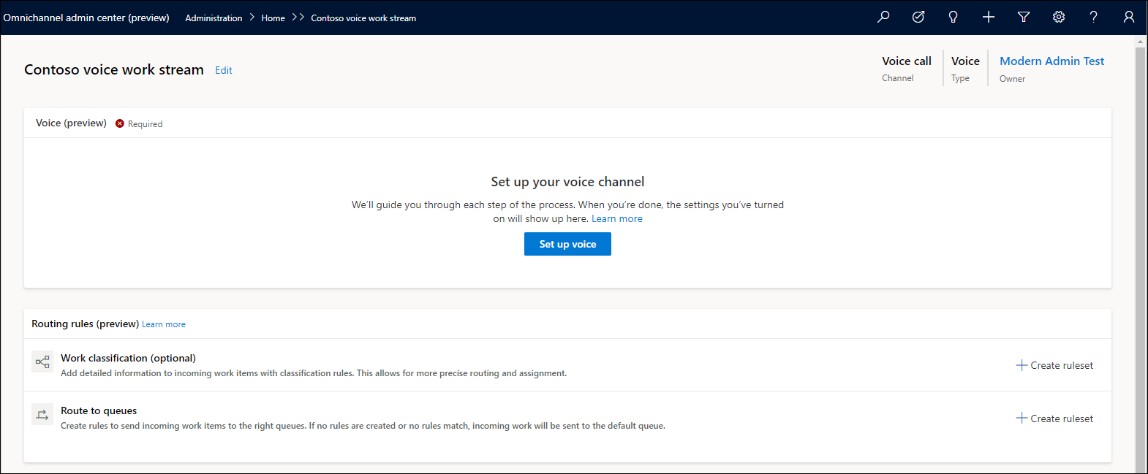 Omnichannel admin center (preview) Administration Home Contoso voice work stream
Contoso voice work stream Edit
Voice call Voice Modern Admin Test
Channel Type Owner
Voice (preview) Required
Set up your voice channel
We'll guide you through each step of the process. When you're done, the settings you've turned
on will show up here. Learn more
Set up voice
Routing rules (preview) Learn more
Work classification (optional)
Add detailed information to incoming work items with classification rules. This allows for more precise routing and assignment.
Create ruleset
Route to queues
Create rules to send incoming work items to the right queues. If no rules are created or no rules match, incoming work will be sent to the default queue.
Create ruleset